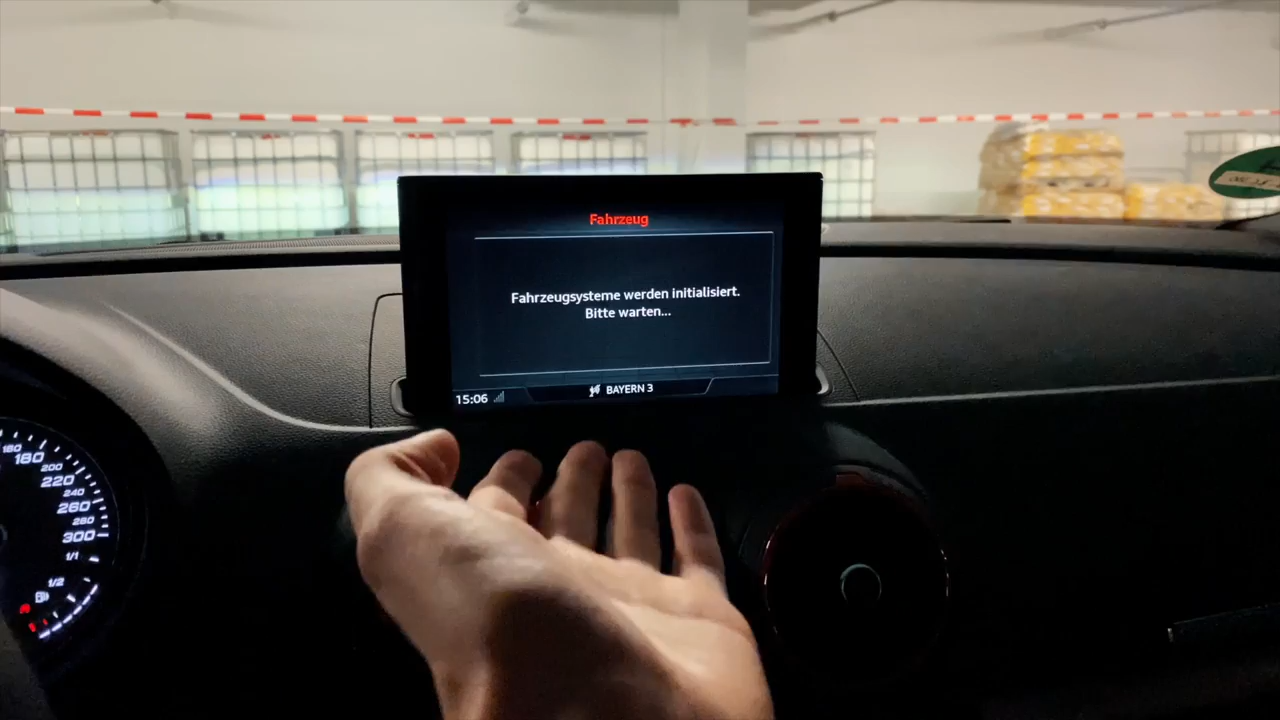 Fahrzeug
Fahrzeugsysteme werden initialisiert.
Bitte warten...
15:06
BAYERN 3
160
180
200
220
240
260
280
300
1/1
1/2